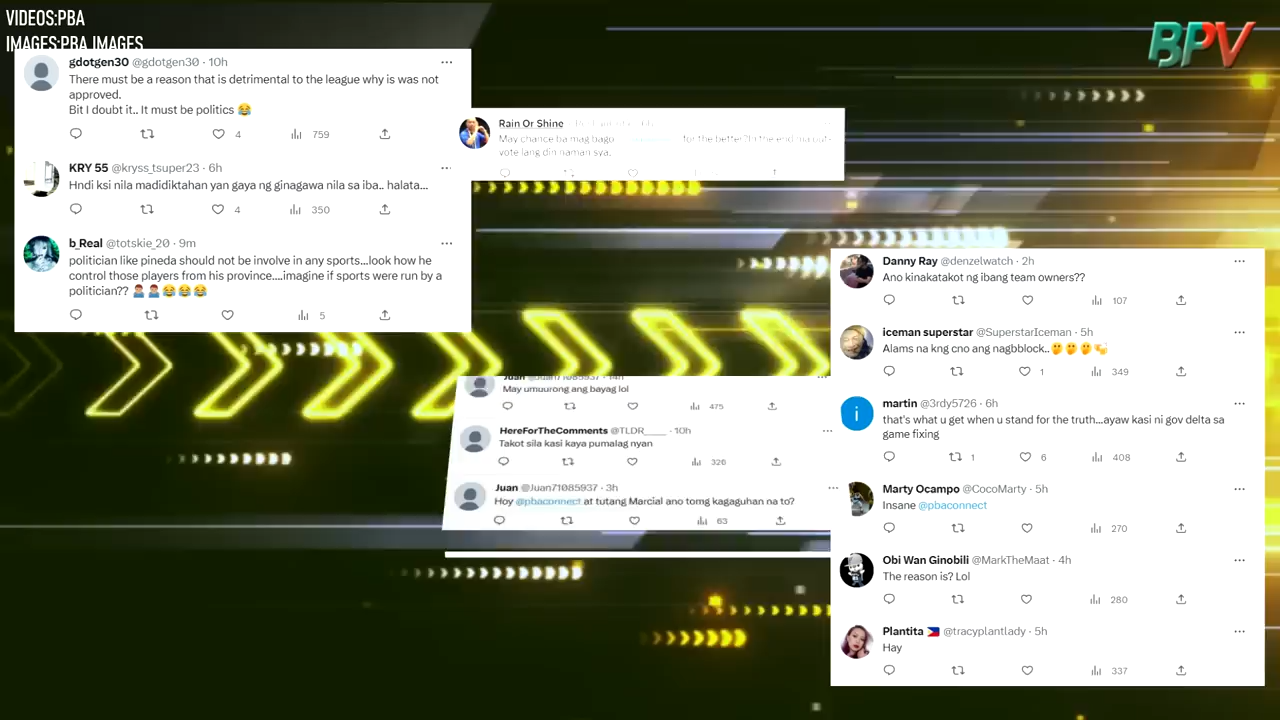 VIDEOS:PBA
IMAGES:PBA IMAGES
BPV
gdotgen30 @gdotgen30 · 10h
There must be a reason that is detrimental to the league why is was not
approved.
Bit I doubt it.. It must be politics 😂
4 759
KRY 55 @kryss_tsuper23 · 6h
Hndi ksi nila madidiktahan yan gaya ng ginagawa nila sa iba.. halata...
4 350
b_Real @totskie_20 · 9m
politician like pineda should not be involve in any sports...look how he
control those players from his province....imagine if sports were run by a
politician?? 🤷🏽‍♂️🤷🏽‍♂️😂😂😂
5
Rain Or Shine
May chance ba mag bago for the better?In the end
vote lang din naman sya.
Juan @Juan71085937 · 14h
May umuurong ang bayag lol
475
HereForTheComments @TLDR_____ · 10h
Takot sila kasi kaya pumalag nyan
326
Juan @Juan71085937 · 3h
Hoy @pbaconnect at tutang Marcial ano tomg kagaguhan na to?
63
Danny Ray @denzelwatch · 2h
Ano kinakatakot ng ibang team owners??
107
iceman superstar @SuperstarIceman · 5h
Alams na kng cno ang nagbblock..🤫🤫🤫
1 349
martin @3rdy5726 · 6h
that's what u get when u stand for the truth...ayaw kasi ni gov delta sa
game fixing
1 6 408
Marty Ocampo @CocoMarty · 5h
Insane @pbaconnect
270
Obi Wan Ginobili @MarkTheMaat · 4h
The reason is? Lol
280
Plantita 🇵🇭 @tracyplantlady · 5h
Hay
337